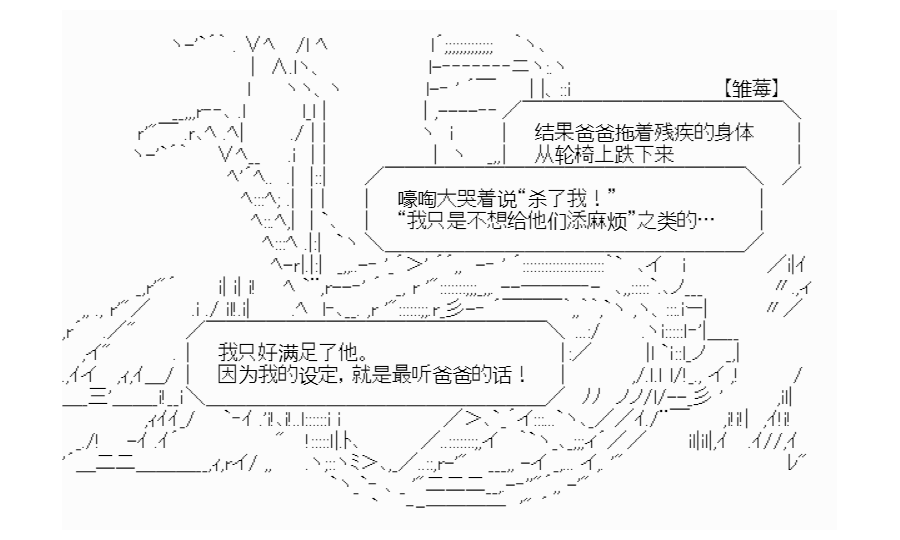 【雏莓】
结果爸爸拖着残疾的身体
从轮椅上跌下来
嚎啕大哭着说“杀了我！”
“我只是不想给他们添麻烦”之类的…
我只好满足了他。
因为我的设定，就是最听爸爸的话！